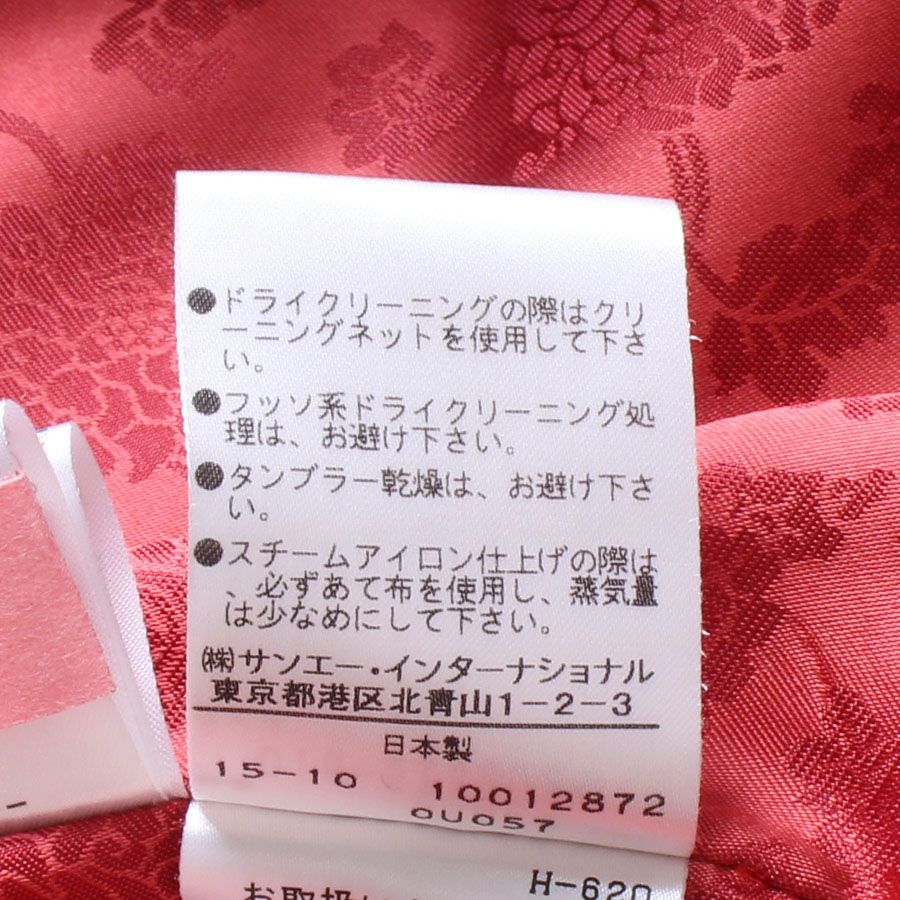 ●ドライクリーニングの際はクリ
ーニングネットを使用して下さ
い。
●フッソ系ドライクリーニング処
理は、お避け下さい。
●タンブラー乾燥は、お避け下さ
い。
●スチームアイロン仕上げの際は
、必ずあて布を使用し、蒸気量
は少なめにして下さい。
㈱サンエー・インターナショナル
東京都港区北青山1-2-3
日本製
15-10 10012872
0U057
H-620
お取扱い